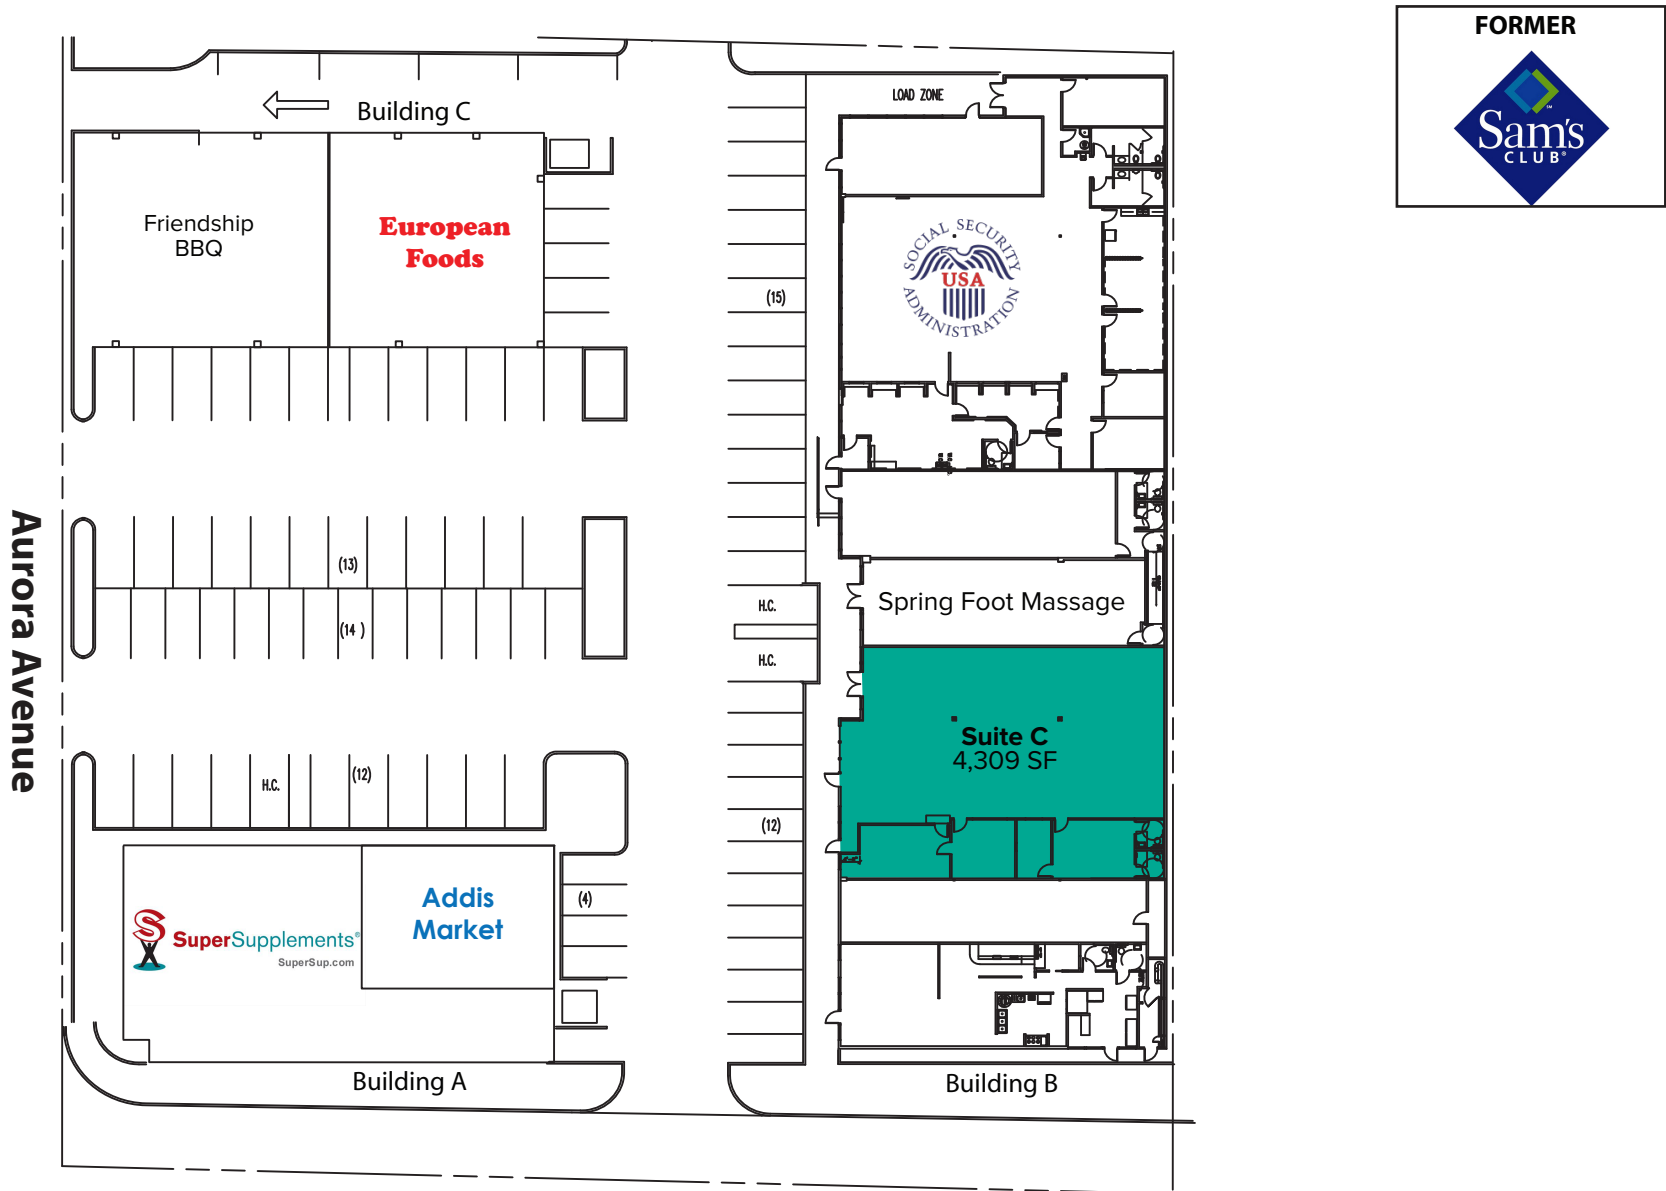 FORMER
Sam's
CLUB®
LOAD ZONE
Building C
Friendship
BBQ
European
Foods
SOCIAL SECURITY
USA
ADMINISTRATION
(15)
Aurora Avenue
(13)
(14 )
H.C.
H.C.
Spring Foot Massage
Suite C
4,309 SF
H.C.
(12)
(12)
Addis
Market
(4)
S
SuperSupplements®
SuperSup.com
Building A
Building B